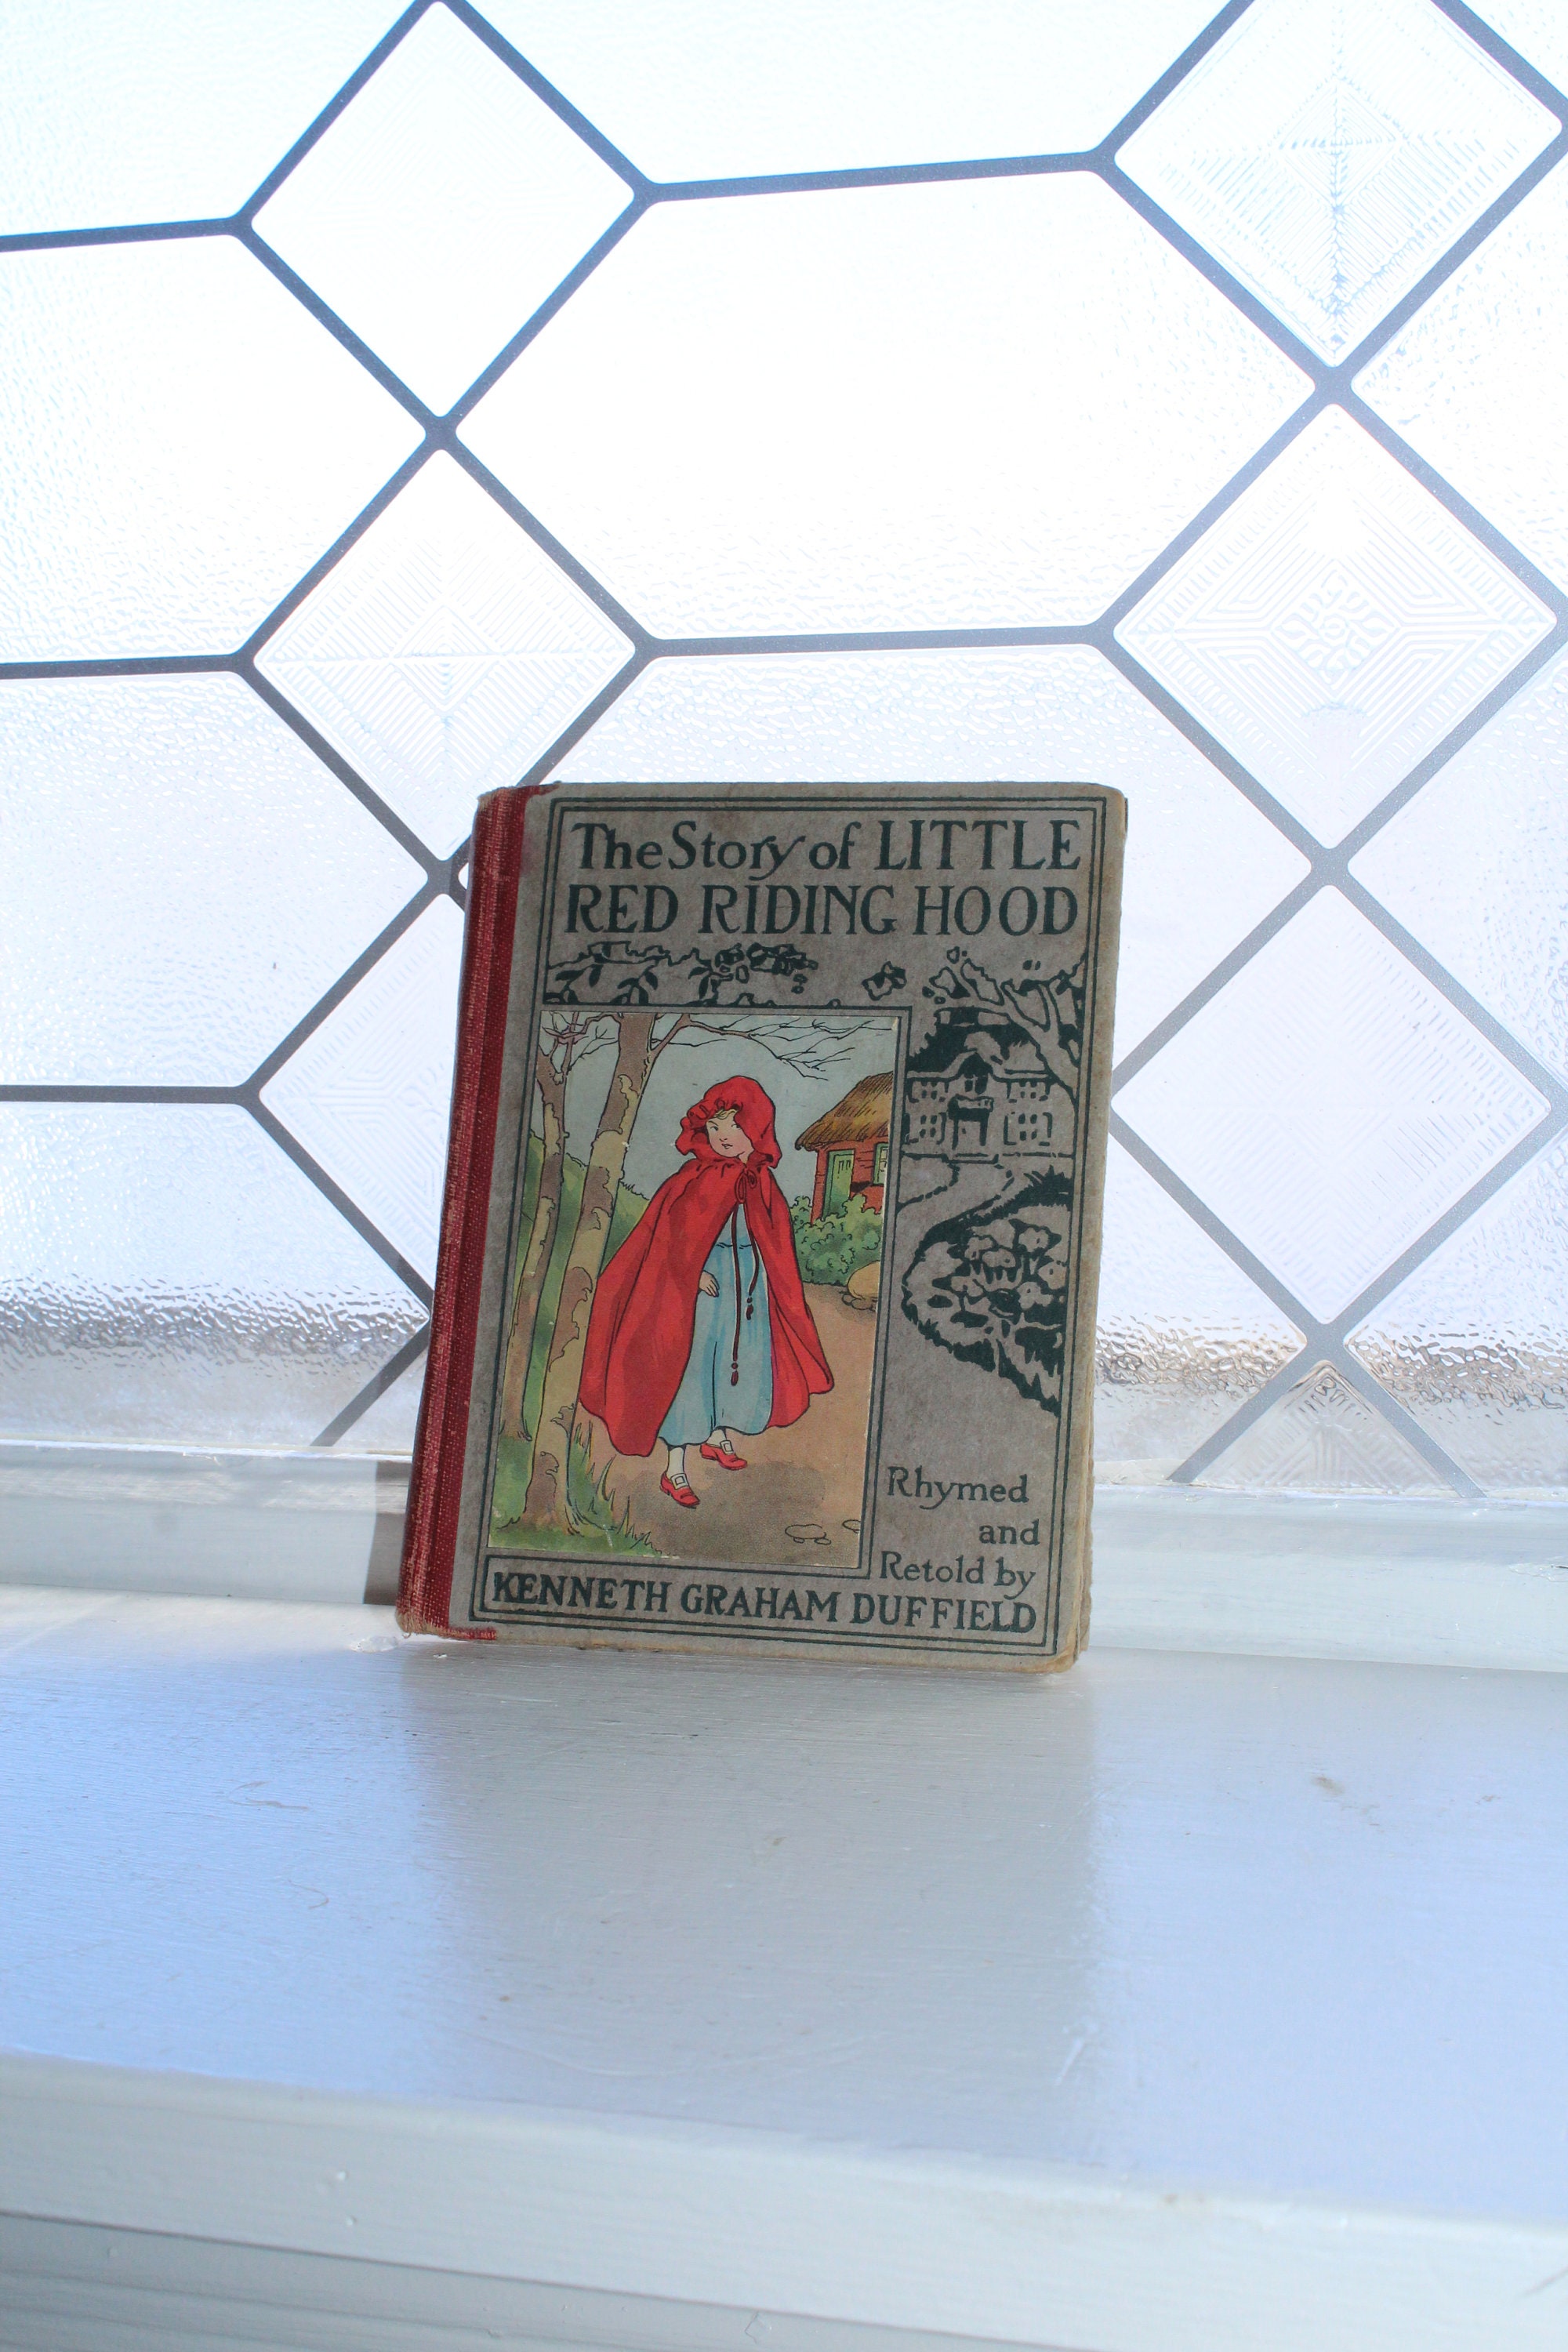 The Story of LITTLE
RED RIDING HOOD
Rhymed
and
Retold by
KENNETH GRAHAM DUFFIELD